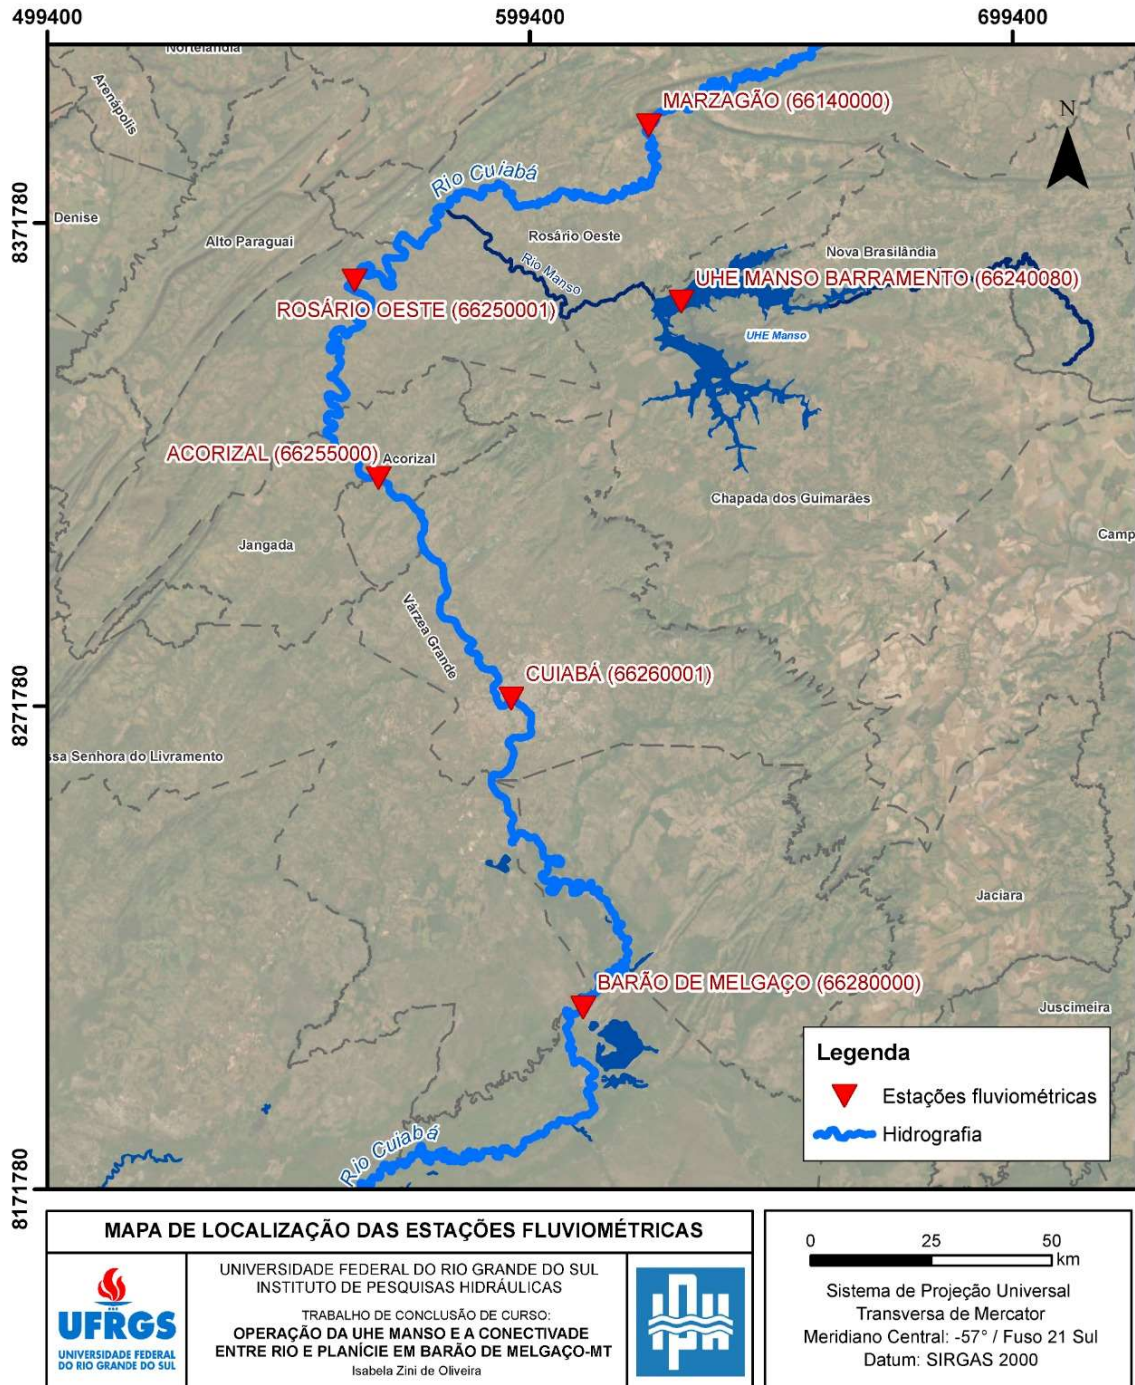 499400
599400
699400
Nortelândia
Arenápolis
MARZAGÃO (66140000)
N
Rio Cuiabá
8371780
Denise
Alto Paraguai
Rosário Oeste
Nova Brasilândia
Rio Manso
UHE MANSO BARRAMENTO (66240080)
ROSÁRIO OESTE (66250001)
UHE Manso
ACORIZAL (66255000)
Acorizal
Chapada dos Guimarães
Camp
Jangada
Várzea Grande
CUIABÁ (66260001)
8271780
ssa Senhora do Livramento
Jaciara
BARÃO DE MELGAÇO (66280000)
Juscimeira
Legenda
Estações fluviométricas
Hidrografia
Rio Cuiabá
8171780
MAPA DE LOCALIZAÇÃO DAS ESTAÇÕES FLUVIOMÉTRICAS
UFRGS
UNIVERSIDADE FEDERAL
DO RIO GRANDE DO SUL
UNIVERSIDADE FEDERAL DO RIO GRANDE DO SUL
INSTITUTO DE PESQUISAS HIDRÁULICAS
TRABALHO DE CONCLUSÃO DE CURSO:
OPERAÇÃO DA UHE MANSO E A CONECTIVADE
ENTRE RIO E PLANÍCIE EM BARÃO DE MELGAÇO-MT
Isabela Zini de Oliveira
IPH
0 25 50
km
Sistema de Projeção Universal
Transversa de Mercator
Meridiano Central: -57° / Fuso 21 Sul
Datum: SIRGAS 2000